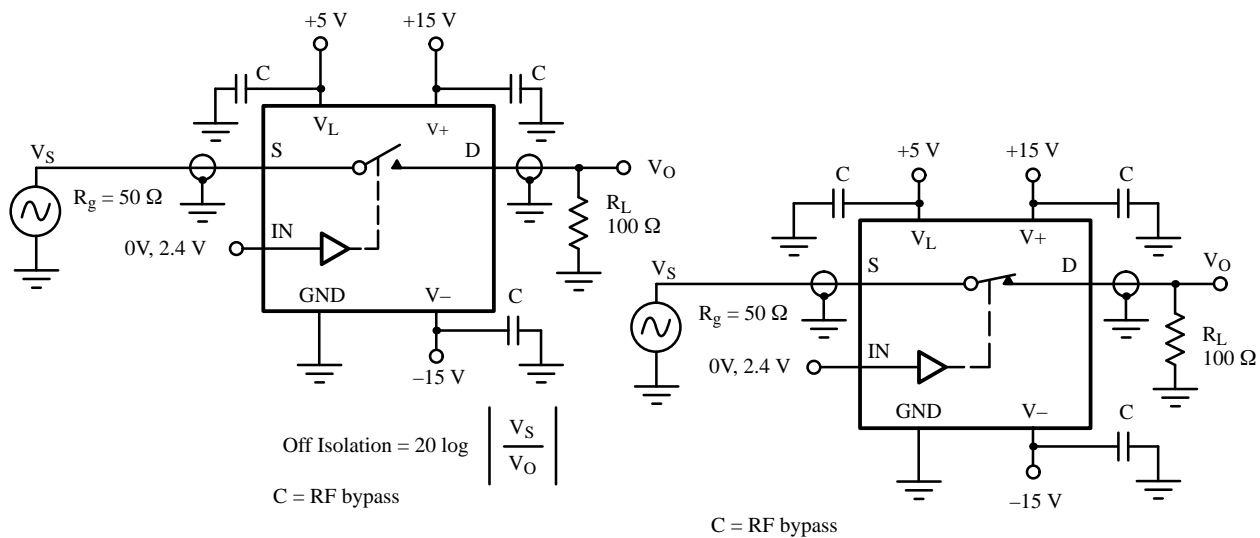 +5 V
+15 V
C
C
V_L
V+
V_S
S
D
V_O
R_g = 50 Ω
R_L
100 Ω
IN
0V, 2.4 V
GND
V–
C
–15 V
Off Isolation = 20 log | V_S / V_O |
C = RF bypass
+5 V
+15 V
C
C
V_L
V+
V_S
S
D
V_O
R_g = 50 Ω
R_L
100 Ω
IN
0V, 2.4 V
GND
V–
C
–15 V
C = RF bypass